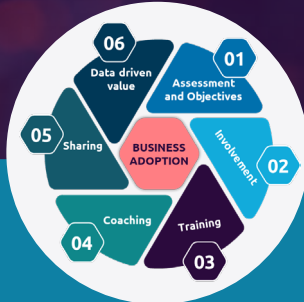 BUSINESS
ADOPTION
01
Assessment
and Objectives
02
Involvement
03
Training
04
Coaching
05
Sharing
06
Data driven
value